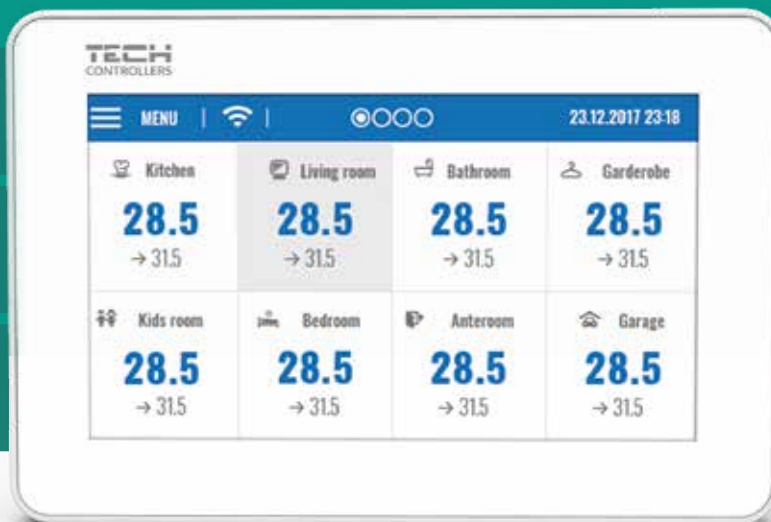 TECH
CONTROLLERS
MENU | | 23.12.2017 23:18
Kitchen Living room Bathroom Garderobe
28.5 28.5 28.5 28.5
→ 31.5 → 31.5 → 31.5 → 31.5
Kids room Bedroom Anteroom Garage
28.5 28.5 28.5 28.5
→ 31.5 → 31.5 → 31.5 → 31.5